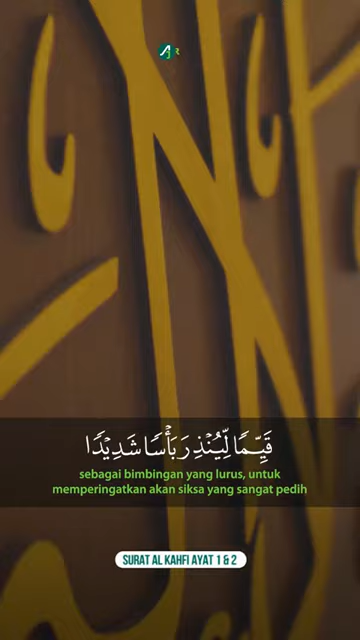 قَيِّمًا لِّيُنْذِرَ بَأْسًا شَدِيْدًا
sebagai bimbingan yang lurus, untuk
memperingatkan akan siksa yang sangat pedih
SURAT AL KAHFI AYAT 1 & 2